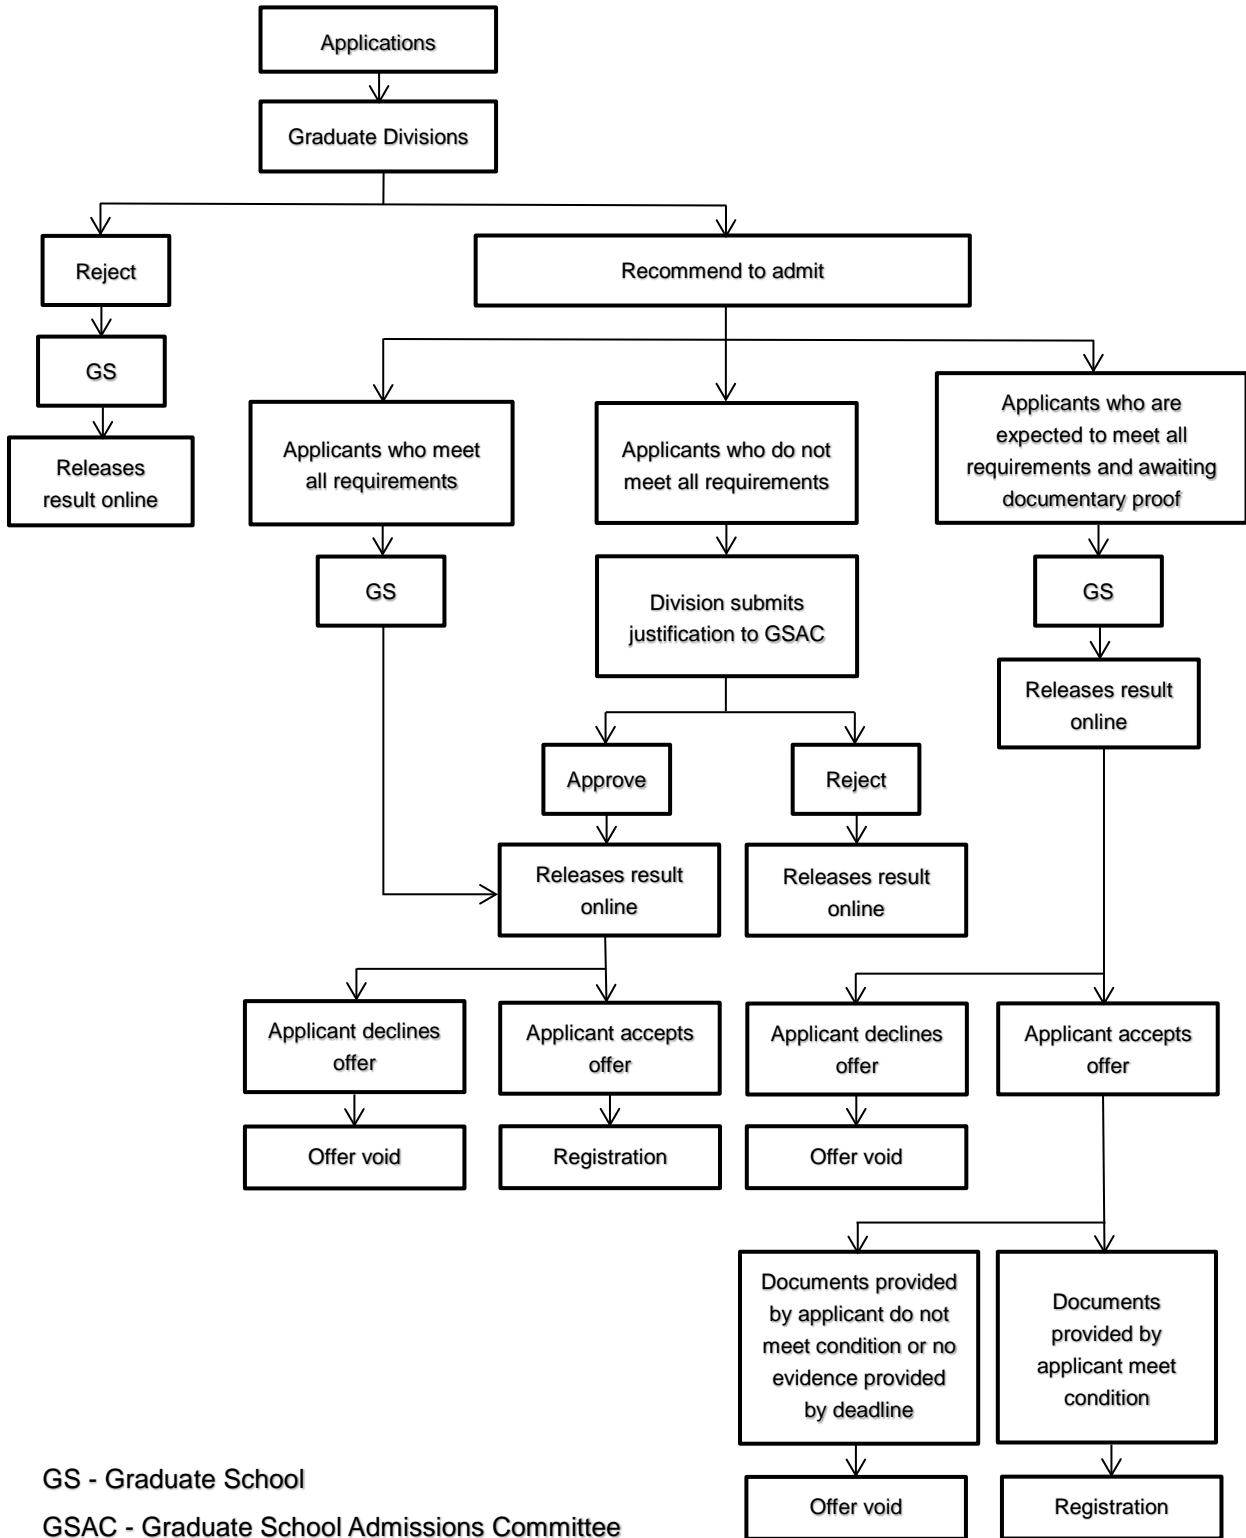 Applications
Graduate Divisions
Reject
Recommend to admit
GS
Releases
result online
Applicants who meet
all requirements
Applicants who do not
meet all requirements
Applicants who are
expected to meet all
requirements and awaiting
documentary proof
GS
Division submits
justification to GSAC
GS
Releases result
online
Approve
Reject
Releases result
online
Releases result
online
Applicant declines
offer
Applicant accepts
offer
Applicant declines
offer
Applicant accepts
offer
Offer void
Registration
Offer void
Documents provided
by applicant do not
meet condition or no
evidence provided
by deadline
Documents
provided by
applicant meet
condition
Offer void
Registration
GS - Graduate School
GSAC - Graduate School Admissions Committee